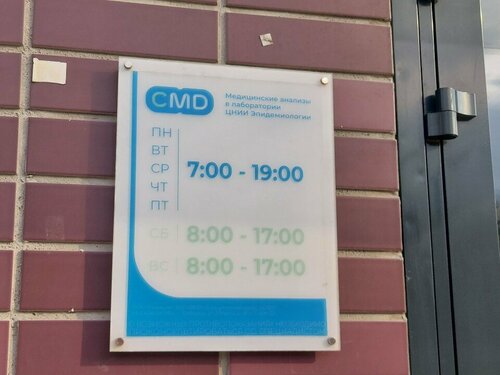 CMD
Медицинские анализы
в лаборатории
ЦНИИ Эпидемиологии
ПН
ВТ
СР 7:00 - 19:00
ЧТ
ПТ
СБ 8:00 - 17:00
ВС 8:00 - 17:00